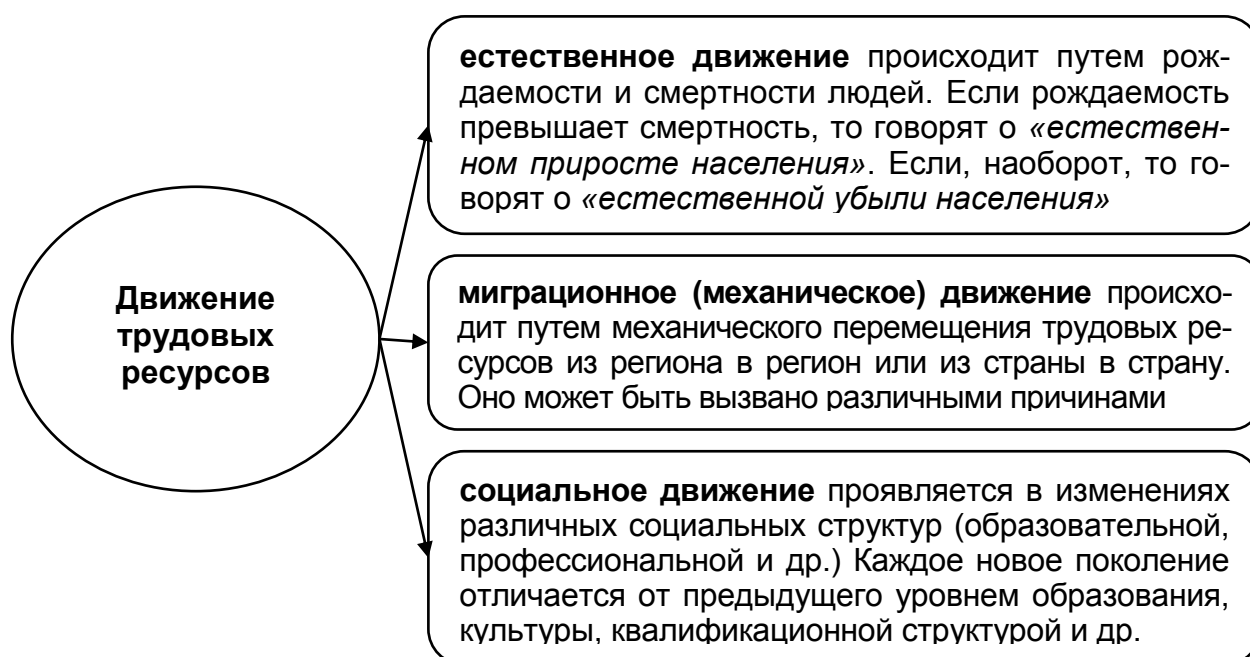 естественное движение происходит путем рож-
даемости и смертности людей. Если рождаемость
превышает смертность, то говорят о «естествен-
ном приросте населения». Если, наоборот, то го-
ворят о «естественной убыли населения»
Движение
трудовых
ресурсов
миграционное (механическое) движение происхо-
дит путем механического перемещения трудовых ре-
сурсов из региона в регион или из страны в страну.
Оно может быть вызвано различными причинами
социальное движение проявляется в изменениях
различных социальных структур (образовательной,
профессиональной и др.) Каждое новое поколение
отличается от предыдущего уровнем образования,
культуры, квалификационной структурой и др.